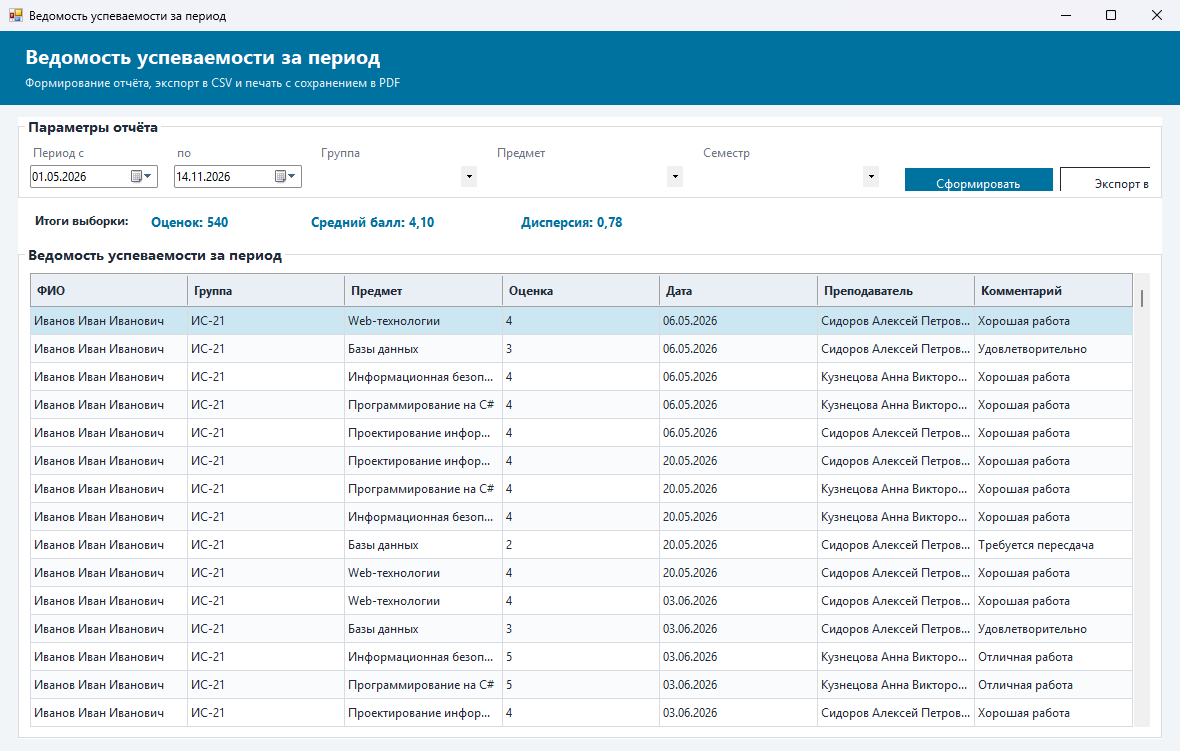 Ведомость успеваемости за период
Ведомость успеваемости за период
Формирование отчёта, экспорт в CSV и печать с сохранением в PDF
Параметры отчёта
Период с по Группа Предмет Семестр
01.05.2026 14.11.2026 Сформировать Экспорт в
Итоги выборки: Оценок: 540 Средний балл: 4,10 Дисперсия: 0,78
Ведомость успеваемости за период
ФИО Группа Предмет Оценка Дата Преподаватель Комментарий
Иванов Иван Иванович ИС-21 Web-технологии 4 06.05.2026 Сидоров Алексей Петров... Хорошая работа
Иванов Иван Иванович ИС-21 Базы данных 3 06.05.2026 Сидоров Алексей Петров... Удовлетворительно
Иванов Иван Иванович ИС-21 Информационная безоп... 4 06.05.2026 Кузнецова Анна Викторо... Хорошая работа
Иванов Иван Иванович ИС-21 Программирование на C# 4 06.05.2026 Кузнецова Анна Викторо... Хорошая работа
Иванов Иван Иванович ИС-21 Проектирование инфор... 4 06.05.2026 Сидоров Алексей Петров... Хорошая работа
Иванов Иван Иванович ИС-21 Проектирование инфор... 4 20.05.2026 Сидоров Алексей Петров... Хорошая работа
Иванов Иван Иванович ИС-21 Программирование на C# 4 20.05.2026 Кузнецова Анна Викторо... Хорошая работа
Иванов Иван Иванович ИС-21 Информационная безоп... 4 20.05.2026 Кузнецова Анна Викторо... Хорошая работа
Иванов Иван Иванович ИС-21 Базы данных 2 20.05.2026 Сидоров Алексей Петров... Требуется пересдача
Иванов Иван Иванович ИС-21 Web-технологии 4 20.05.2026 Сидоров Алексей Петров... Хорошая работа
Иванов Иван Иванович ИС-21 Web-технологии 4 03.06.2026 Сидоров Алексей Петров... Хорошая работа
Иванов Иван Иванович ИС-21 Базы данных 3 03.06.2026 Сидоров Алексей Петров... Удовлетворительно
Иванов Иван Иванович ИС-21 Информационная безоп... 5 03.06.2026 Кузнецова Анна Викторо... Отличная работа
Иванов Иван Иванович ИС-21 Программирование на C# 5 03.06.2026 Кузнецова Анна Викторо... Отличная работа
Иванов Иван Иванович ИС-21 Проектирование инфор... 4 03.06.2026 Сидоров Алексей Петров... Хорошая работа